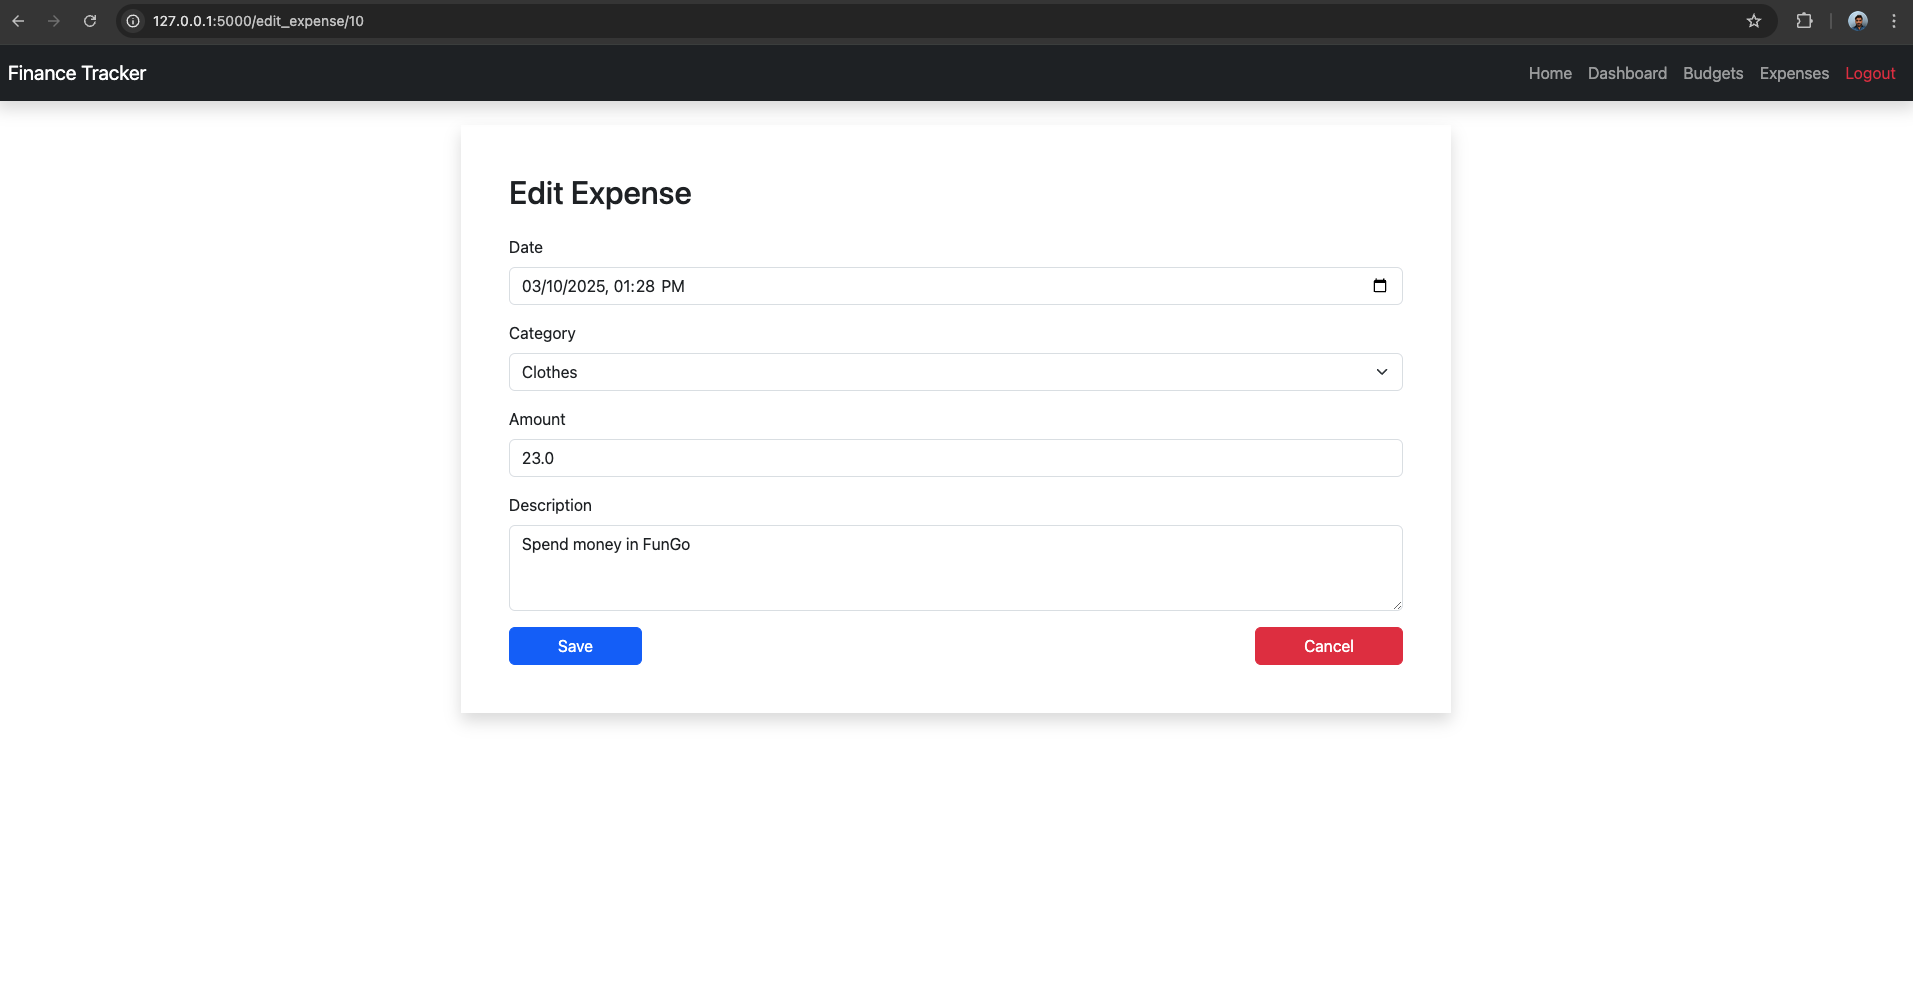 127.0.0.1:5000/edit_expense/10
Finance Tracker
Home Dashboard Budgets Expenses Logout
Edit Expense
Date
03/10/2025, 01:28 PM
Category
Clothes
Amount
23.0
Description
Spend money in FunGo
Save Cancel